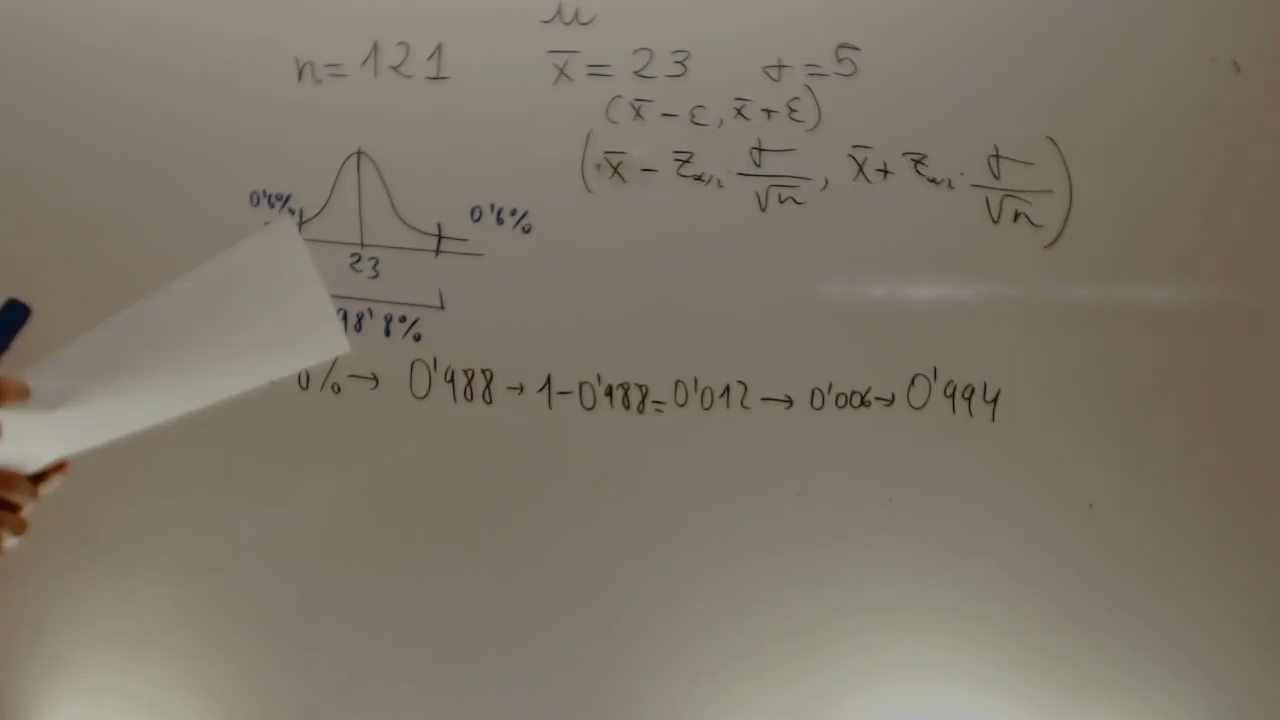 μ
n=121 x̄=23 σ=5
(x̄-ε, x̄+ε)
(x̄ - z_{α/2} · σ/√n, x̄ + z_{α/2} · σ/√n)
0'6% 0'6%
23
98'8%
% → 0'988 → 1-0'988=0'012 → 0'006 → 0'994